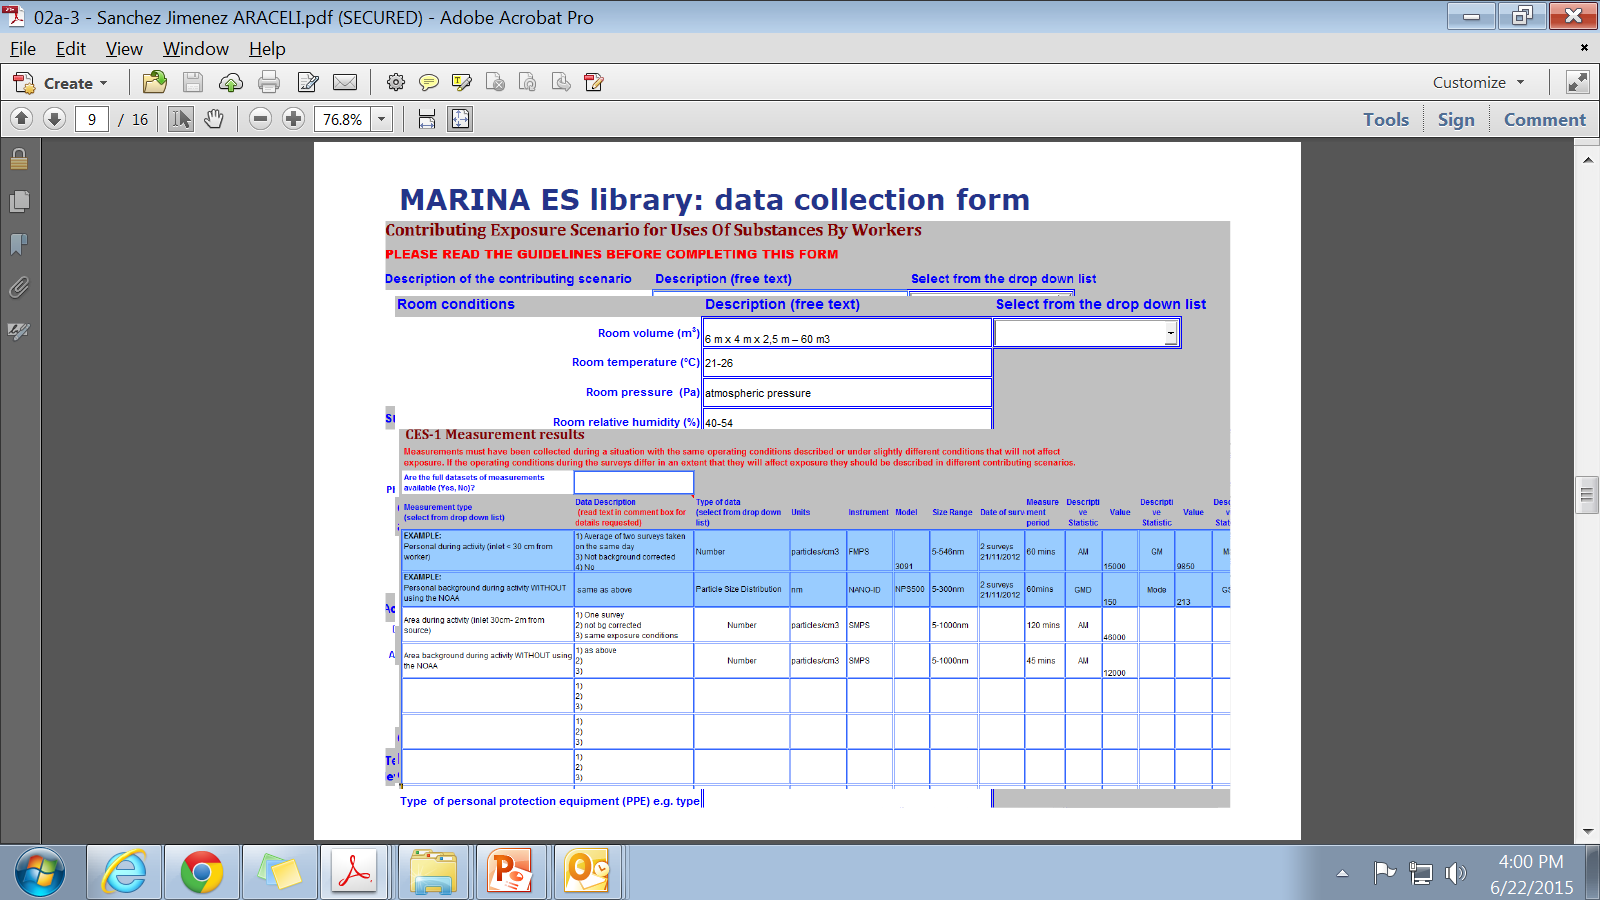 02a-3 - Sanchez Jimenez ARACELI.pdf (SECURED) - Adobe Acrobat Pro
File Edit View Window Help
Create Customize
9 / 16 76.8% Tools Sign Comment
MARINA ES library: data collection form
Contributing Exposure Scenario for Uses Of Substances By Workers
PLEASE READ THE GUIDELINES BEFORE COMPLETING THIS FORM
Description of the contributing scenario Description (free text) Select from the drop down list
Room conditions Description (free text) Select from the drop down list
Room volume (m³) 6 m x 4 m x 2,5 m – 60 m3
Room temperature (°C) 21-26
Room pressure (Pa) atmospheric pressure
Room relative humidity (%) 40-54
CES-1 Measurement results
Measurements must have been collected during a situation with the same operating conditions described or under slightly different conditions that will not affect
exposure. If the operating conditions during the surveys differ in an extent that they will affect exposure they should be described in different contributing scenarios.
Are the full datasets of measurements
available (Yes, No)?
Measurement type
(select from drop down list)
Data Description
(read text in comment box for
details requested)
Type of data
(select from drop down
list)
Units
Instrument
Model
Size Range
Date of surv
Measure
ment
period
Descripti
ve
Statistic
Value
Descripti
ve
Statistic
Value
EXAMPLE:
Personal during activity (inlet < 30 cm from
worker)
1) Average of two surveys taken
on the same day
3) Not background corrected
4) No
Number
particles/cm3
FMPS
3091
5-546nm
2 surveys
21/11/2012
60 mins
AM
15000
GM
9850
EXAMPLE:
Personal background during activity WITHOUT
using the NOAA
same as above
Particle Size Distribution
nm
NANO-ID
NPS500
5-300nm
2 surveys
21/11/2012
60mins
GMD
150
Mode
213
Area during activity (inlet 30cm- 2m from
source)
1) One survey
2) not bg corrected
3) same exposure conditions
Number
particles/cm3
SMPS
5-1000nm
120 mins
AM
46000
Area background during activity WITHOUT using
the NOAA
1) as above
2)
3)
Number
particles/cm3
SMPS
5-1000nm
45 mins
AM
12000
1)
2)
3)
1)
2)
3)
1)
2)
3)
Type of personal protection equipment (PPE) e.g. type
4:00 PM
6/22/2015